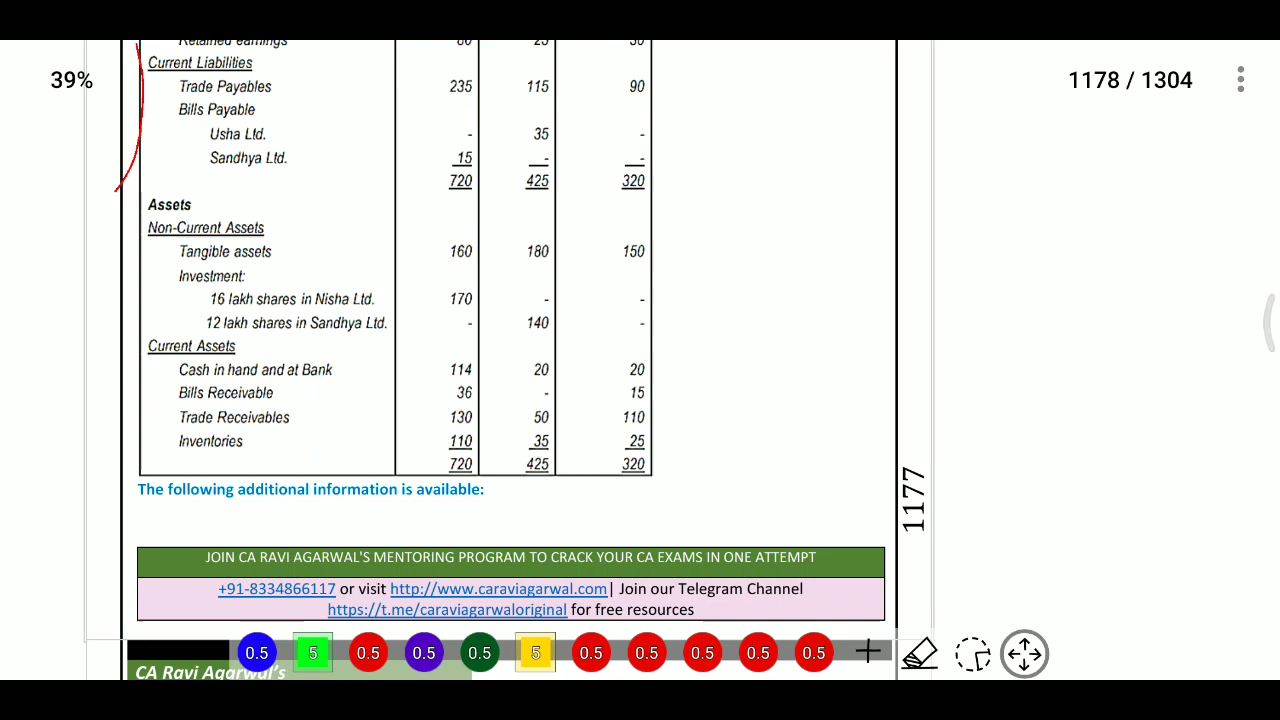 Retained earnings 80 25 30
39%
Current Liabilities
1178 / 1304
Trade Payables 235 115 90
Bills Payable
Usha Ltd. - 35 -
Sandhya Ltd. 15 - -
720 425 320
Assets
Non-Current Assets
Tangible assets 160 180 150
Investment:
16 lakh shares in Nisha Ltd. 170 - -
12 lakh shares in Sandhya Ltd. - 140 -
Current Assets
Cash in hand and at Bank 114 20 20
Bills Receivable 36 - 15
Trade Receivables 130 50 110
Inventories 110 35 25
720 425 320
The following additional information is available:
1177
JOIN CA RAVI AGARWAL'S MENTORING PROGRAM TO CRACK YOUR CA EXAMS IN ONE ATTEMPT
+91-8334866117 or visit http://www.caraviagarwal.com| Join our Telegram Channel
https://t.me/caraviagarwaloriginal for free resources
0.5 5 0.5 0.5 0.5 5 0.5 0.5 0.5 0.5 0.5
CA Ravi Agarwal's